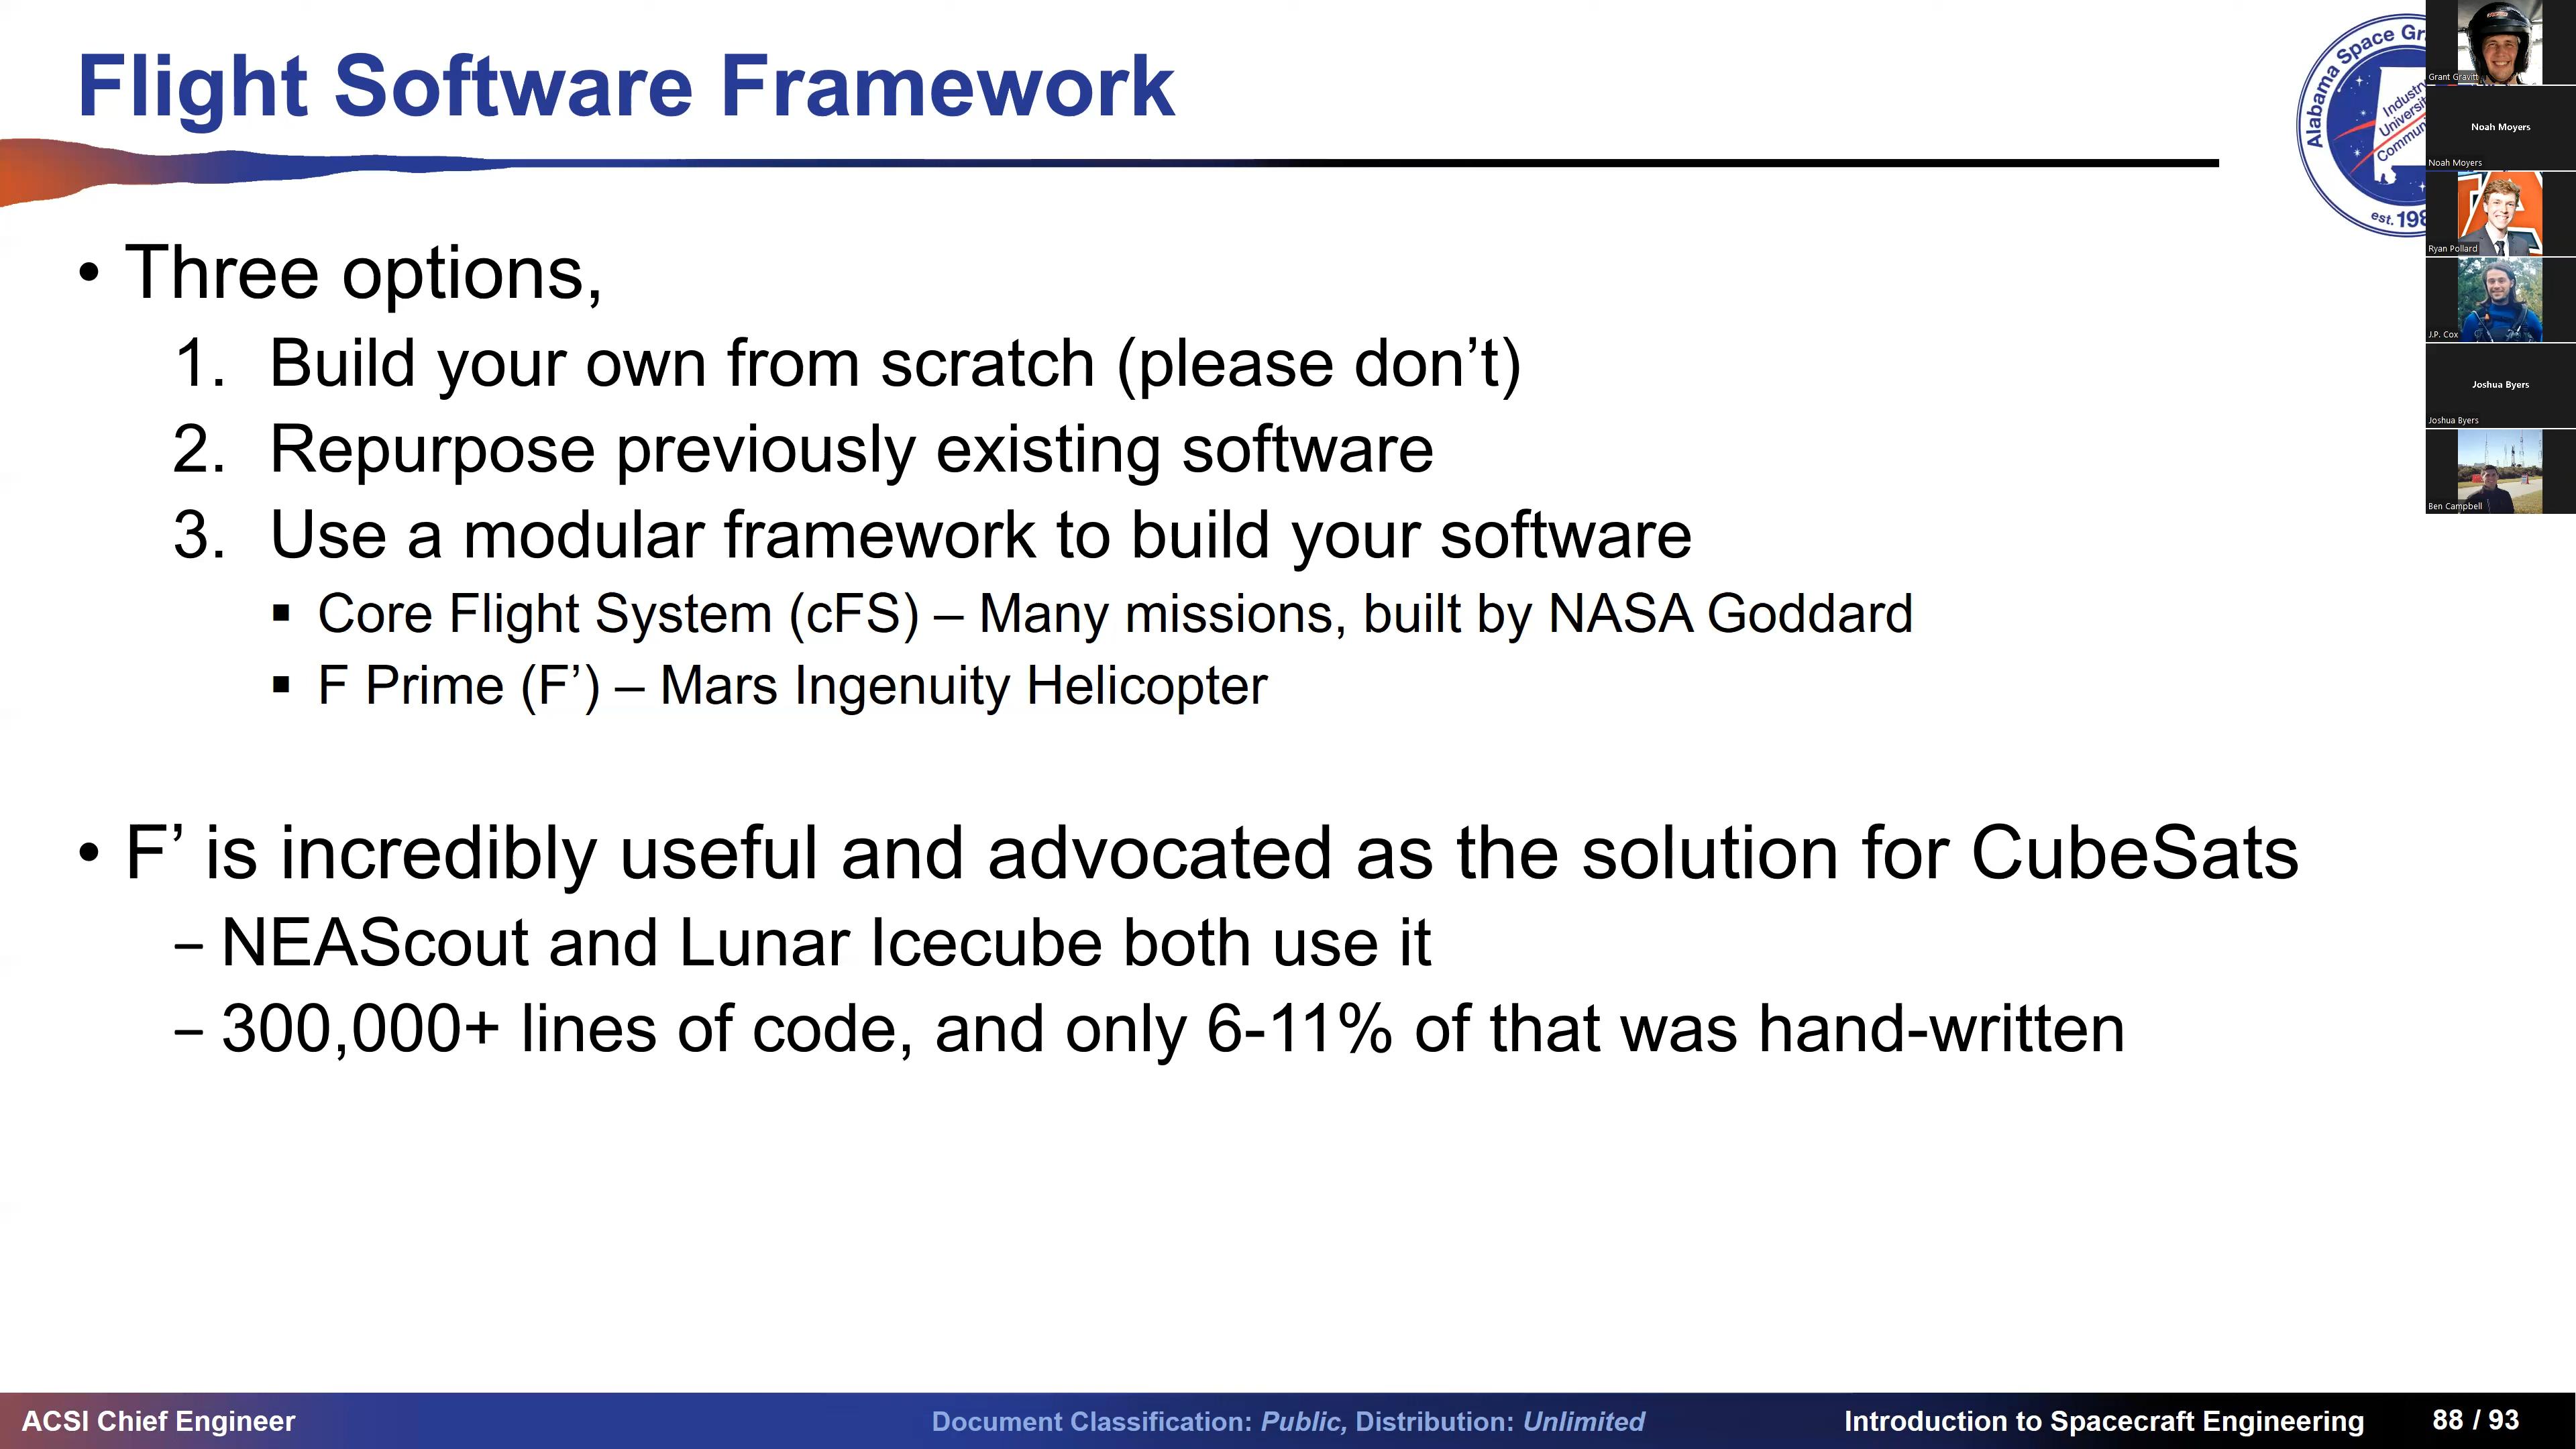 Flight Software Framework
• Three options,
1. Build your own from scratch (please don’t)
2. Repurpose previously existing software
3. Use a modular framework to build your software
▪ Core Flight System (cFS) – Many missions, built by NASA Goddard
▪ F Prime (F’) – Mars Ingenuity Helicopter
• F’ is incredibly useful and advocated as the solution for CubeSats
– NEAScout and Lunar Icecube both use it
– 300,000+ lines of code, and only 6-11% of that was hand-written
Alabama Space Gr
Industr
Universit
Commun
est. 198
Grant Gravitt
Noah Moyers
Noah Moyers
Ryan Pollard
J.P. Cox
Joshua Byers
Joshua Byers
Ben Campbell
ACSI Chief Engineer
Document Classification: Public, Distribution: Unlimited
Introduction to Spacecraft Engineering
88 / 93